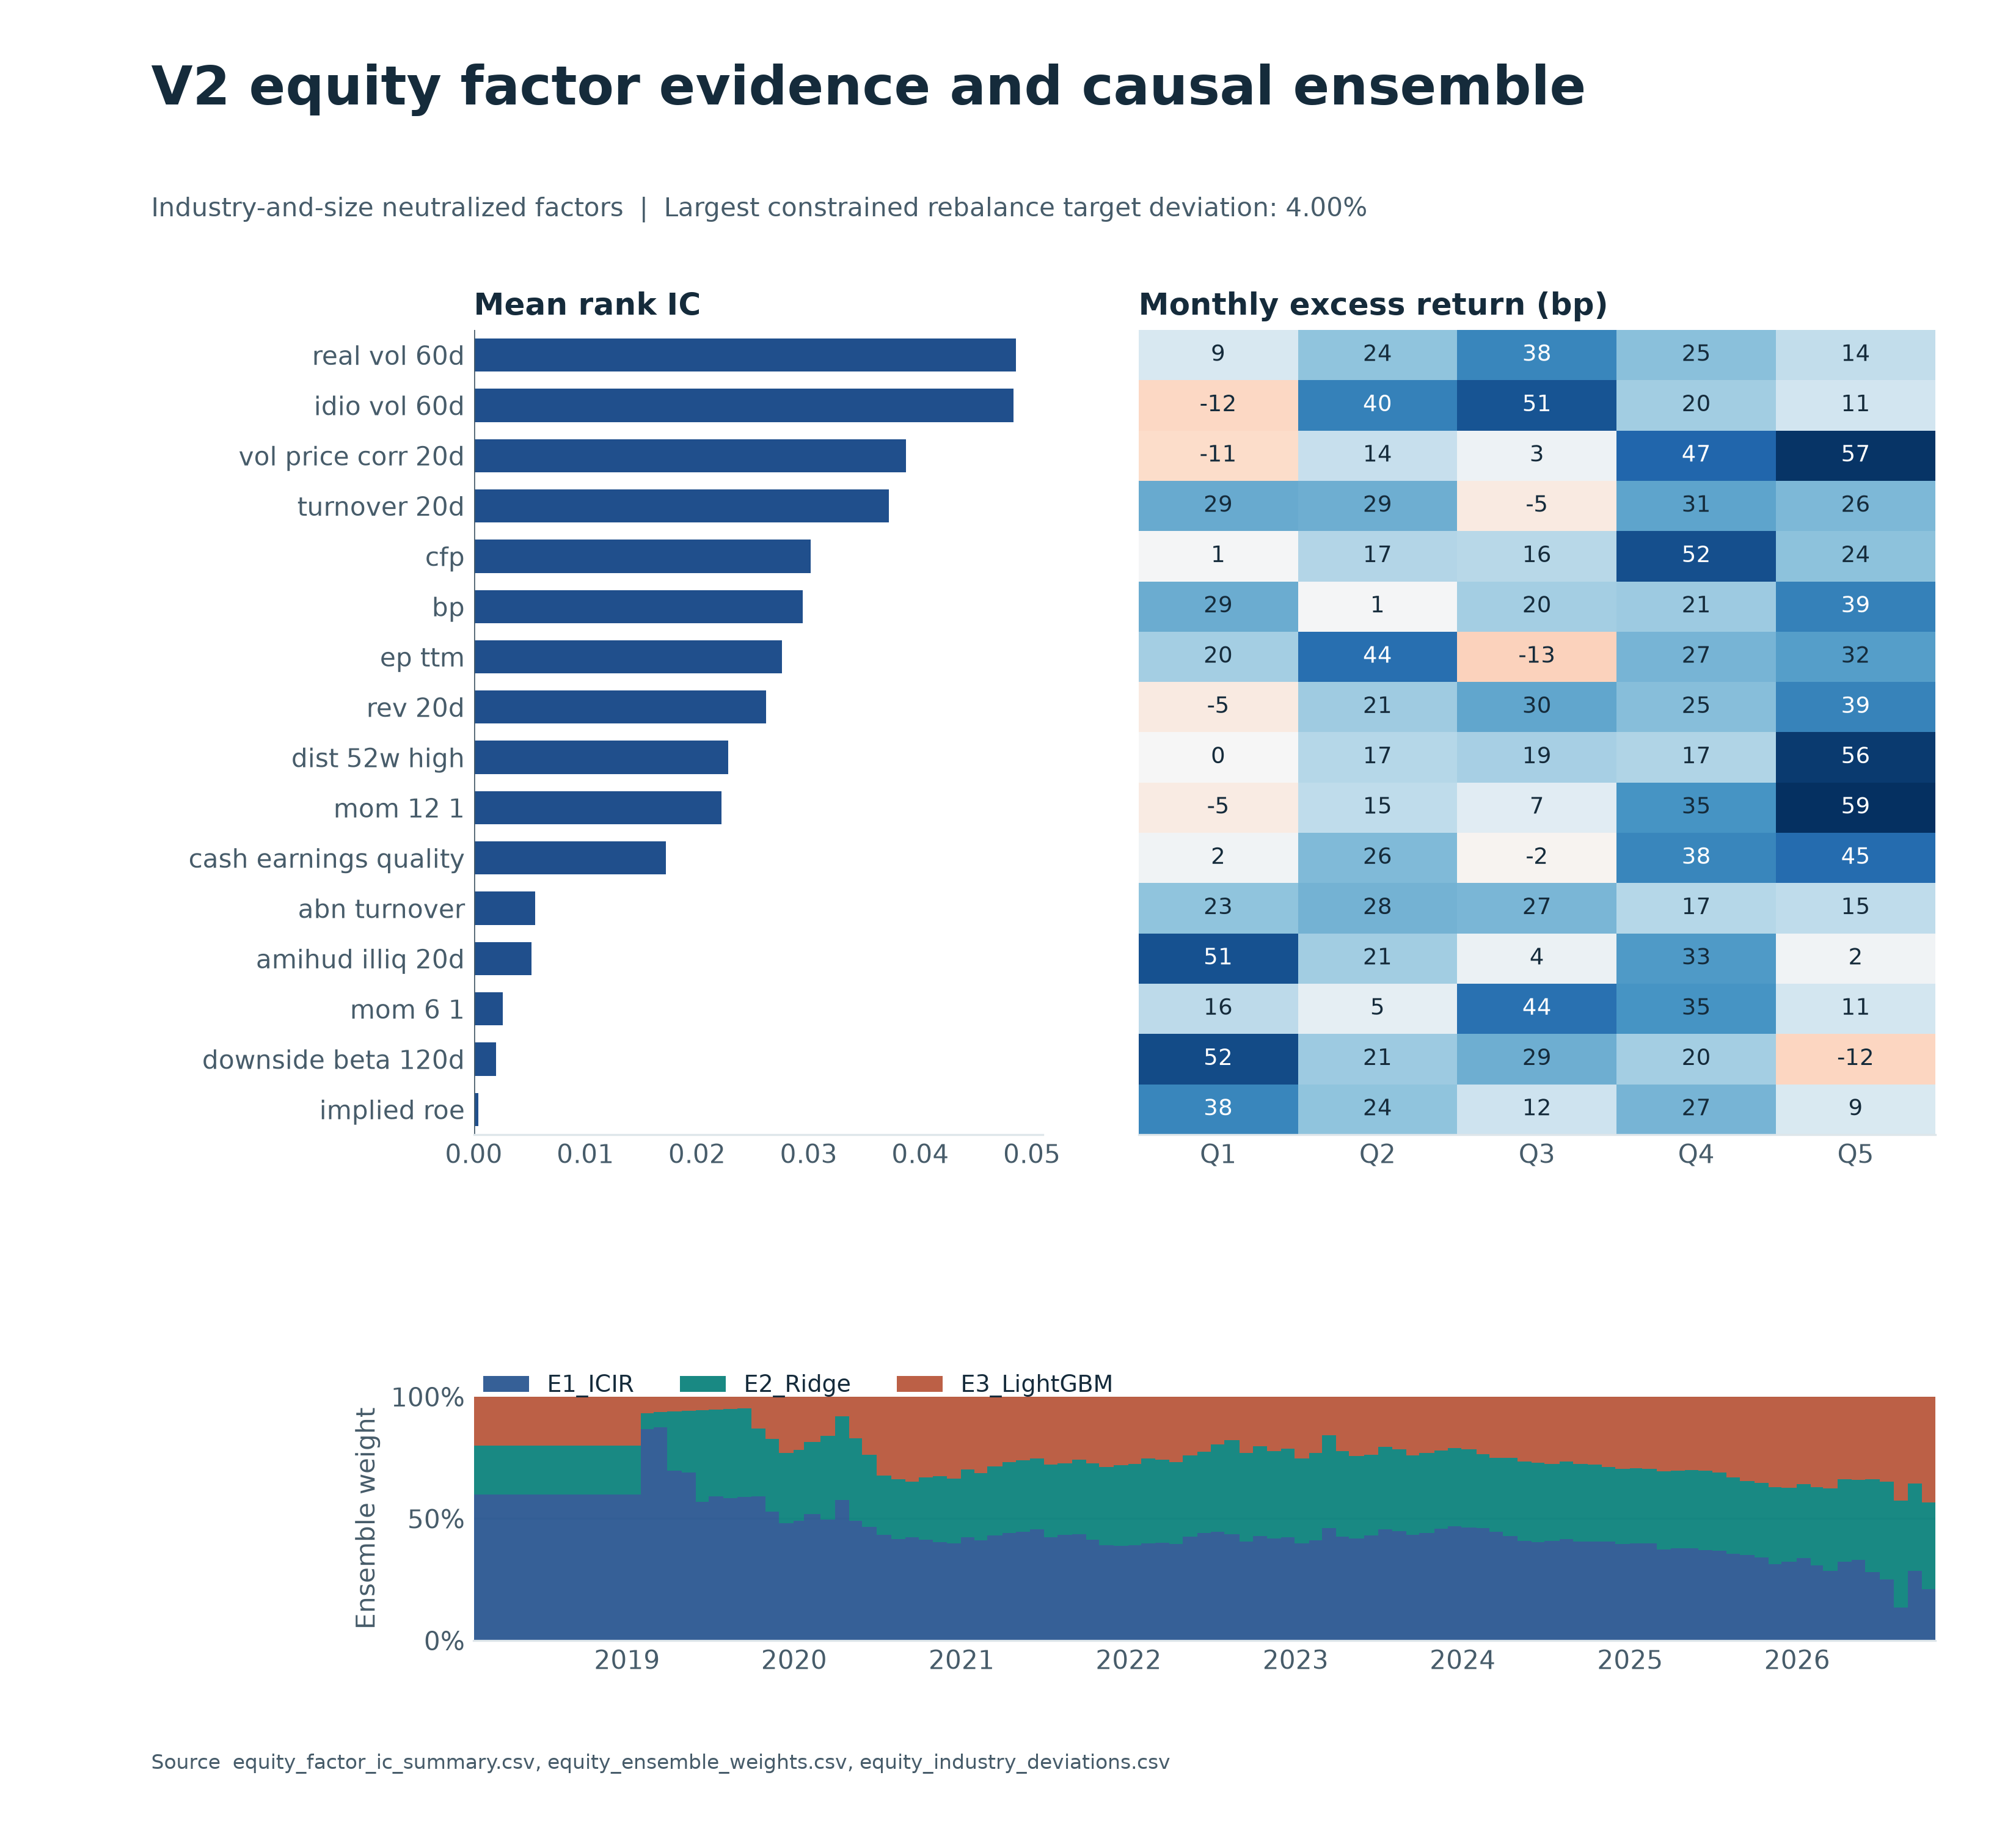 V2 equity factor evidence and causal ensemble
Industry-and-size neutralized factors | Largest constrained rebalance target deviation: 4.00%
Mean rank IC
real vol 60d
idio vol 60d
vol price corr 20d
turnover 20d
cfp
bp
ep ttm
rev 20d
dist 52w high
mom 12 1
cash earnings quality
abn turnover
amihud illiq 20d
mom 6 1
downside beta 120d
implied roe
0.00 0.01 0.02 0.03 0.04 0.05
Monthly excess return (bp)
9 24 38 25 14
-12 40 51 20 11
-11 14 3 47 57
29 29 -5 31 26
1 17 16 52 24
29 1 20 21 39
20 44 -13 27 32
-5 21 30 25 39
0 17 19 17 56
-5 15 7 35 59
2 26 -2 38 45
23 28 27 17 15
51 21 4 33 2
16 5 44 35 11
52 21 29 20 -12
38 24 12 27 9
Q1 Q2 Q3 Q4 Q5
E1_ICIR E2_Ridge E3_LightGBM
Ensemble weight
100%
50%
0%
2019 2020 2021 2022 2023 2024 2025 2026
Source equity_factor_ic_summary.csv, equity_ensemble_weights.csv, equity_industry_deviations.csv